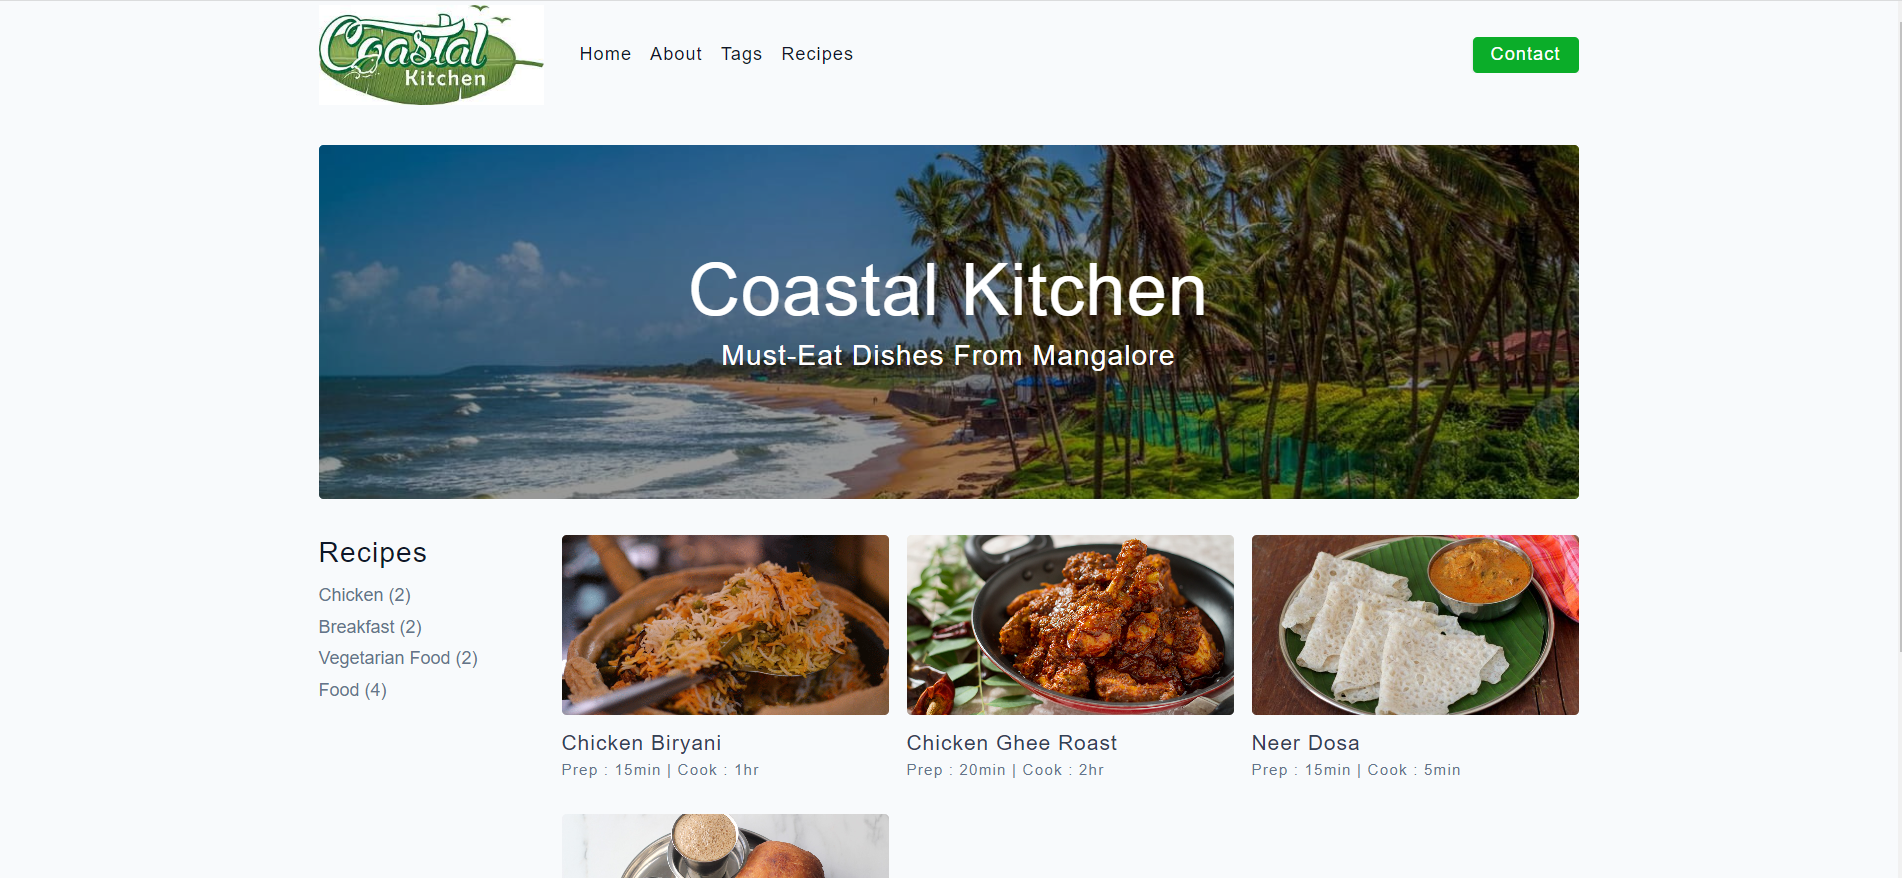 Coastal
Kitchen
Home About Tags Recipes
Contact
Coastal Kitchen
Must-Eat Dishes From Mangalore
Recipes
Chicken (2)
Breakfast (2)
Vegetarian Food (2)
Food (4)
Chicken Biryani
Prep : 15min | Cook : 1hr
Chicken Ghee Roast
Prep : 20min | Cook : 2hr
Neer Dosa
Prep : 15min | Cook : 5min